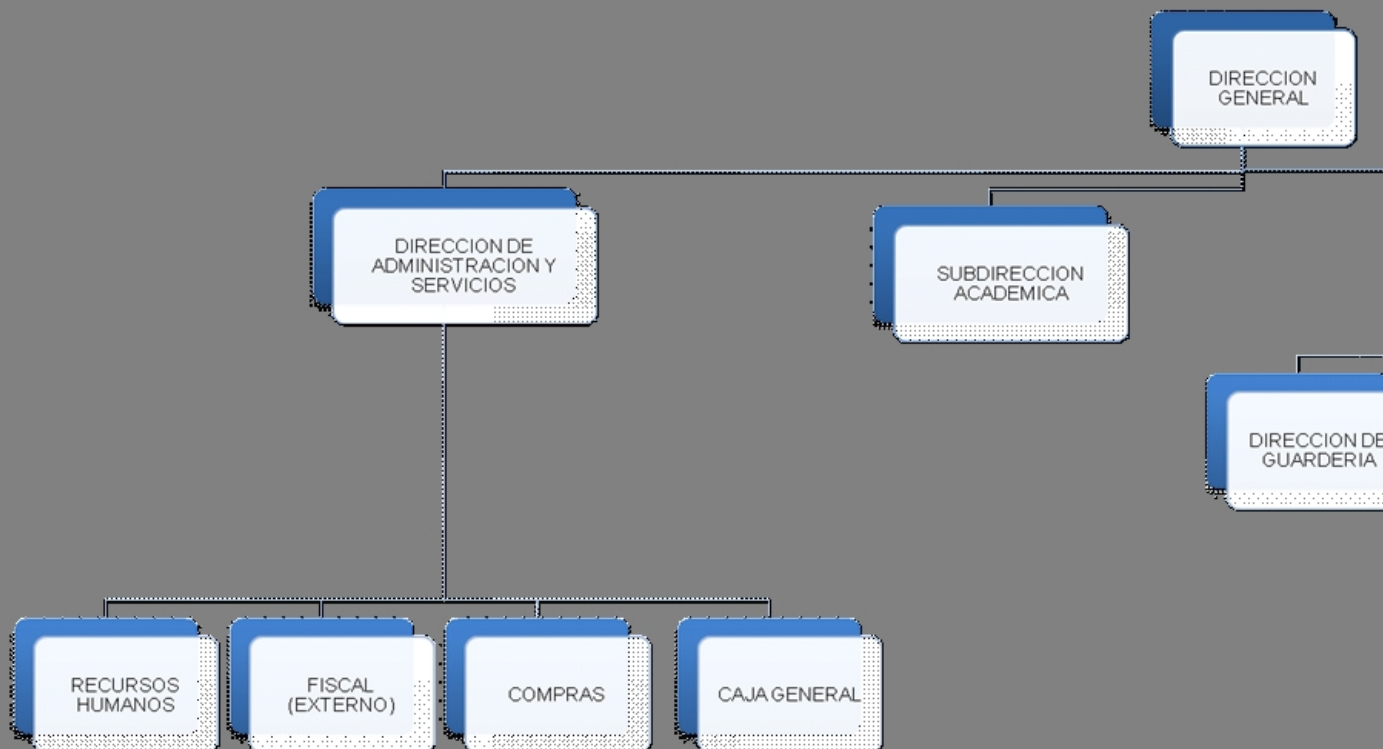 DIRECCION
GENERAL
DIRECCION DE
ADMINISTRACION Y
SERVICIOS
SUBDIRECCION
ACADEMICA
DIRECCION DE
GUARDERIA
RECURSOS
HUMANOS
FISCAL
(EXTERNO)
COMPRAS
CAJA GENERAL